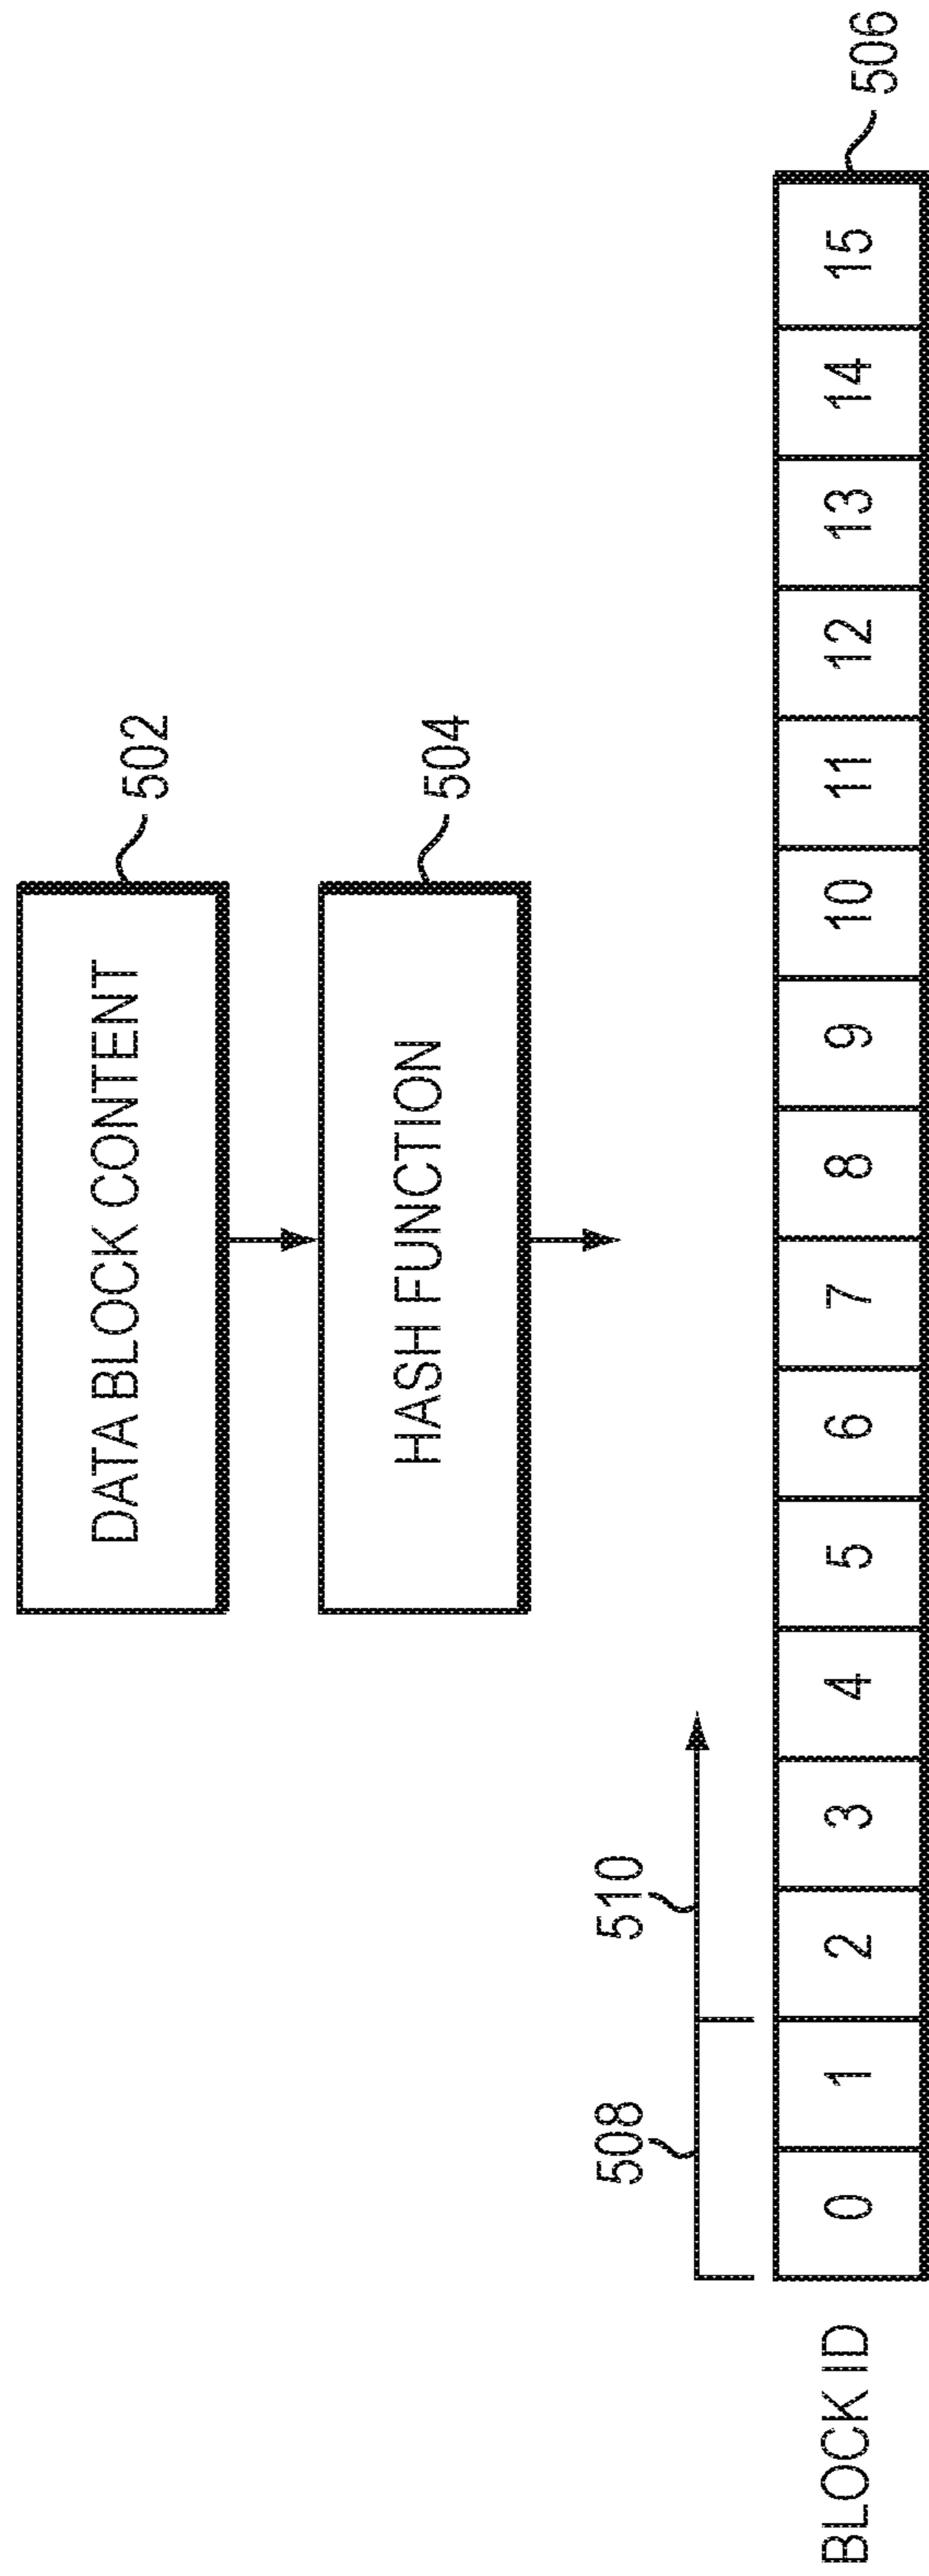 DATA BLOCK CONTENT
502
HASH FUNCTION
504
508
510
BLOCK ID 0 1 2 3 4 5 6 7 8 9 10 11 12 13 14 15
506